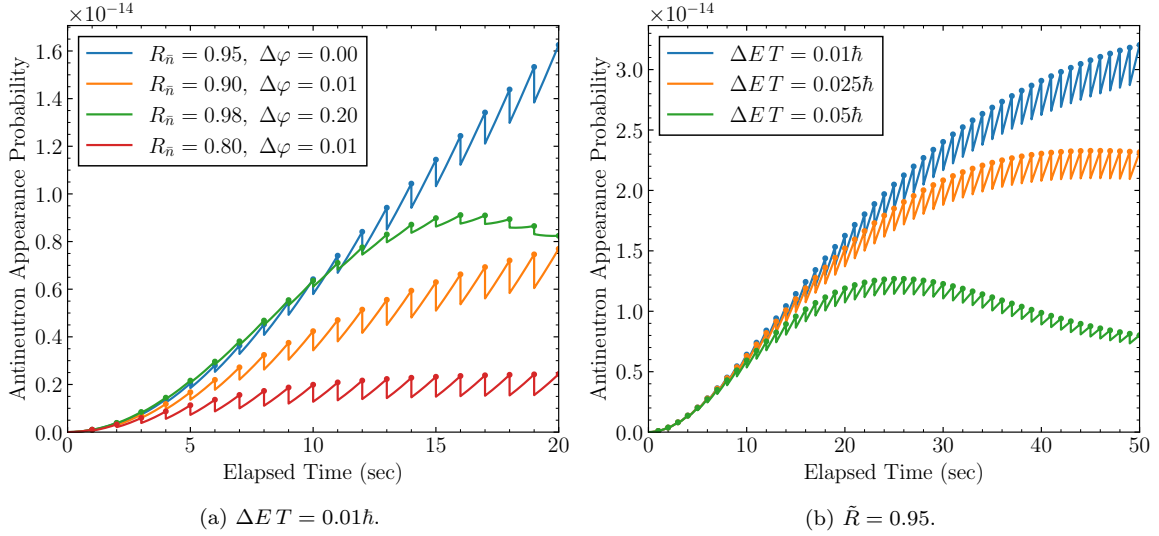 ×10⁻¹⁴
Antineutron Appearance Probability
1.6
1.4
1.2
1.0
0.8
0.6
0.4
0.2
0.0
R_n̄ = 0.95, Δφ = 0.00
R_n̄ = 0.90, Δφ = 0.01
R_n̄ = 0.98, Δφ = 0.20
R_n̄ = 0.80, Δφ = 0.01
0 5 10 15 20
Elapsed Time (sec)
(a) ΔE T = 0.01ℏ.
×10⁻¹⁴
Antineutron Appearance Probability
3.0
2.5
2.0
1.5
1.0
0.5
0.0
ΔE T = 0.01ℏ
ΔE T = 0.025ℏ
ΔE T = 0.05ℏ
0 10 20 30 40 50
Elapsed Time (sec)
(b) R̃ = 0.95.